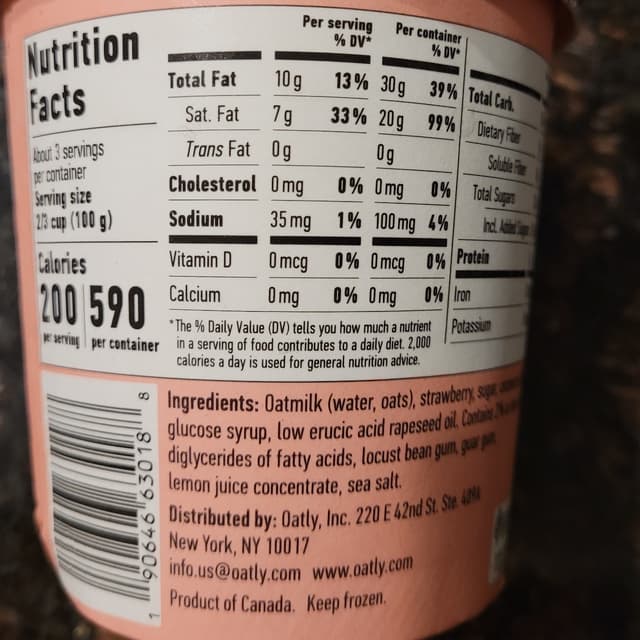 Nutrition
Facts
About 3 servings
per container
Serving size
2/3 cup (100 g)
Calories
200 590
per serving per container
Per serving Per container
% DV* % DV*
Total Fat 10g 13% 30g 39%
Sat. Fat 7g 33% 20g 99%
Trans Fat 0g 0g
Cholesterol 0mg 0% 0mg 0%
Sodium 35mg 1% 100mg 4%
Vitamin D 0mcg 0% 0mcg 0%
Calcium 0mg 0% 0mg 0%
*The % Daily Value (DV) tells you how much a nutrient
in a serving of food contributes to a daily diet. 2,000
calories a day is used for general nutrition advice.
Total Carb.
Dietary Fiber
Soluble Fiber
Total Sugars
Incl. Added
Protein
Iron
Potassium
Ingredients: Oatmilk (water, oats), strawberry, sugar,
glucose syrup, low erucic acid rapeseed oil. Contains
diglycerides of fatty acids, locust bean gum, guar gum,
lemon juice concentrate, sea salt.
Distributed by: Oatly, Inc. 220 E 42nd St. Ste. 409A
New York, NY 10017
info.us@oatly.com www.oatly.com
Product of Canada. Keep frozen.
1 90646 63018 8